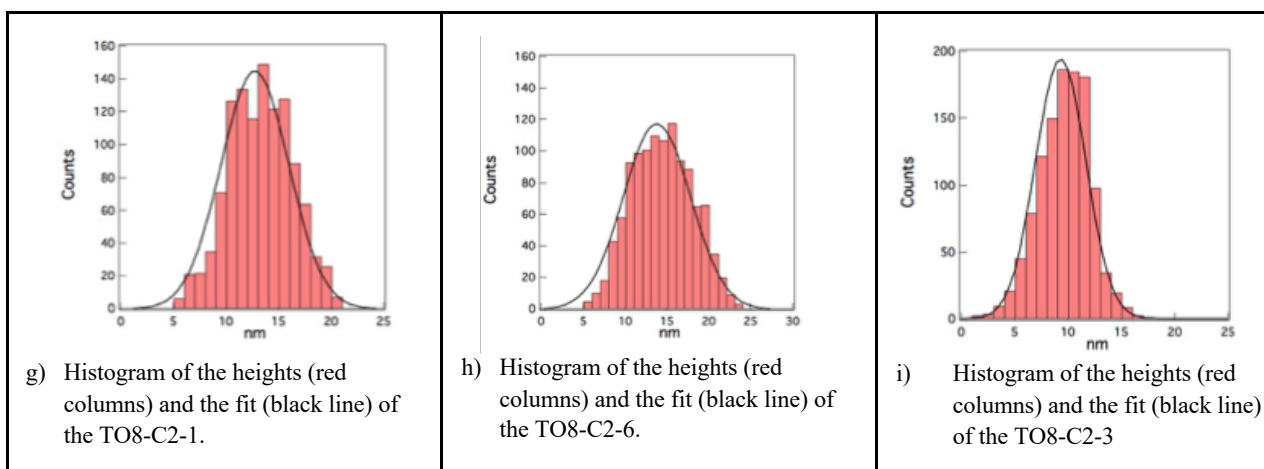 160
140
120
100
80
60
40
20
0
Counts
0 5 10 15 20 25
nm
g) Histogram of the heights (red
columns) and the fit (black line) of
the TO8-C2-1.
160
140
120
100
80
60
40
20
0
Counts
0 5 10 15 20 25 30
nm
h) Histogram of the heights (red
columns) and the fit (black line) of
the TO8-C2-6.
200
150
100
50
0
Counts
0 5 10 15 20 25
nm
i) Histogram of the heights (red
columns) and the fit (black line)
of the TO8-C2-3